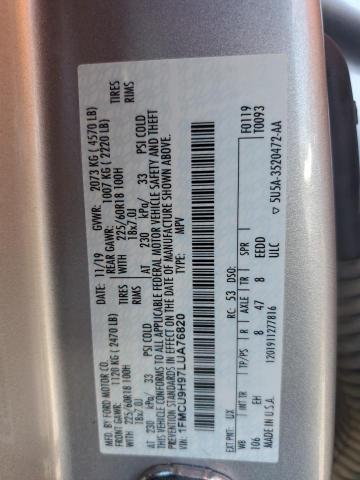 MFD. BY FORD MOTOR CO.
DATE: 11/19 GVWR: 2073 KG ( 4570 LB)
FRONT GAWR: 1120 KG ( 2470 LB) REAR GAWR: 1007 KG ( 2220 LB)
WITH 225/60R18 100H TIRES WITH 225/60R18 100H TIRES
18x7.0J RIMS 18x7.0J RIMS
AT 230 kPa/ 33 PSI COLD AT 230 kPa/ 33 PSI COLD
THIS VEHICLE CONFORMS TO ALL APPLICABLE FEDERAL MOTOR VEHICLE SAFETY AND THEFT
PREVENTION STANDARDS IN EFFECT ON THE DATE OF MANUFACTURE SHOWN ABOVE.
VIN: 1FMCU9H97LUA76820 TYPE: MPV
F0119
T0093
EXT PNT: UX RC: 53 DSO:
WB TP/PS R AXLE TR SPR
106 EH 8 47 8 EEDD
MADE IN U.S.A. ULC
1201911277816
5U5A-3520472-AA